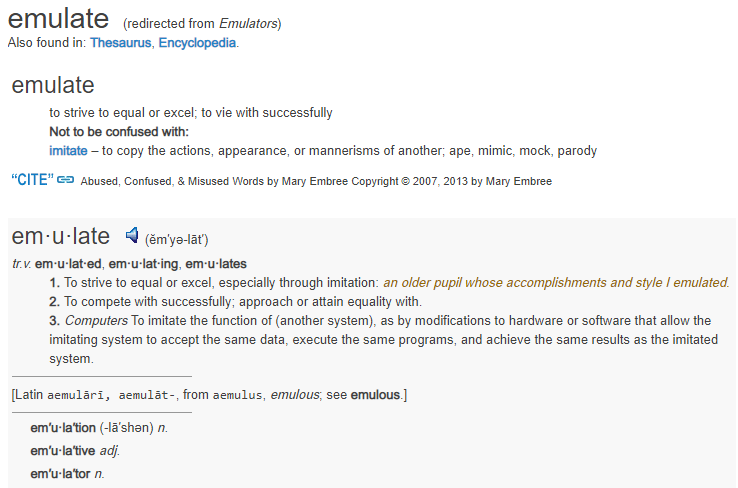 emulate (redirected from Emulators)
Also found in: Thesaurus, Encyclopedia.
emulate
to strive to equal or excel; to vie with successfully
Not to be confused with:
imitate – to copy the actions, appearance, or mannerisms of another; ape, mimic, mock, parody
“CITE” Abused, Confused, & Misused Words by Mary Embree Copyright © 2007, 2013 by Mary Embree
em·u·late (ĕm′yə-lāt′)
tr.v. em·u·lat·ed, em·u·lat·ing, em·u·lates
1. To strive to equal or excel, especially through imitation: an older pupil whose accomplishments and style I emulated.
2. To compete with successfully; approach or attain equality with.
3. Computers To imitate the function of (another system), as by modifications to hardware or software that allow the
imitating system to accept the same data, execute the same programs, and achieve the same results as the imitated
system.
[Latin aemulārī, aemulāt-, from aemulus, emulous; see emulous.]
em′u·la′tion (-lā′shən) n.
em′u·la′tive adj.
em′u·la′tor n.